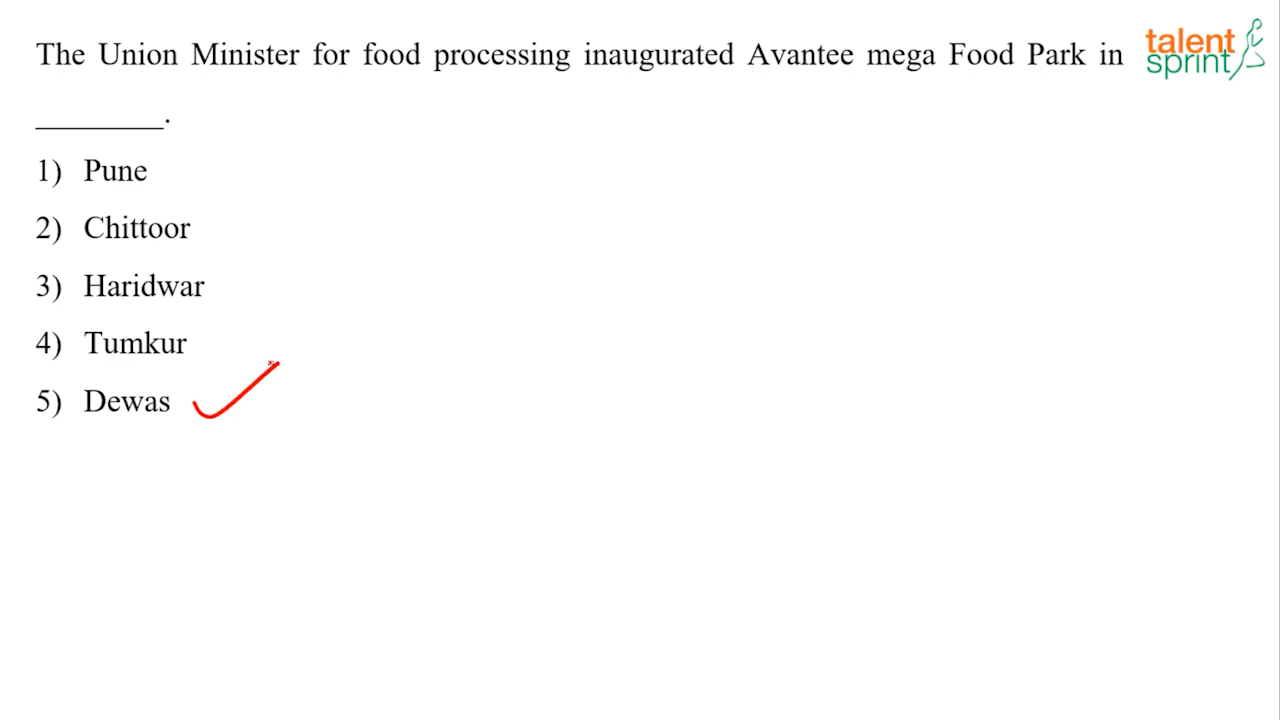 The Union Minister for food processing inaugurated Avantee mega Food Park in
________.
1) Pune
2) Chittoor
3) Haridwar
4) Tumkur
5) Dewas
talent
sprint